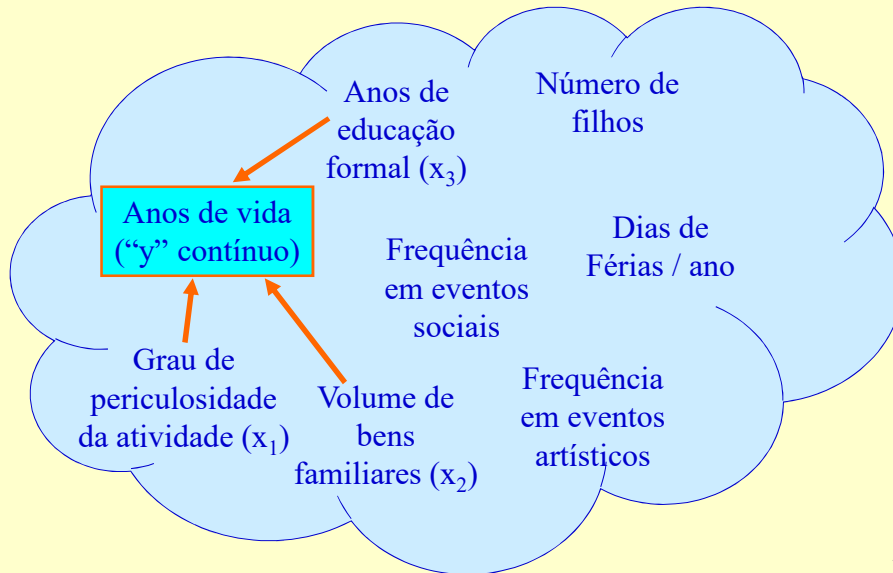 Anos de
educação
formal (x₃)
Número de
filhos
Anos de vida
(“y” contínuo)
Frequência
em eventos
sociais
Dias de
Férias / ano
Grau de
periculosidade
da atividade (x₁)
Volume de
bens
familiares (x₂)
Frequência
em eventos
artísticos